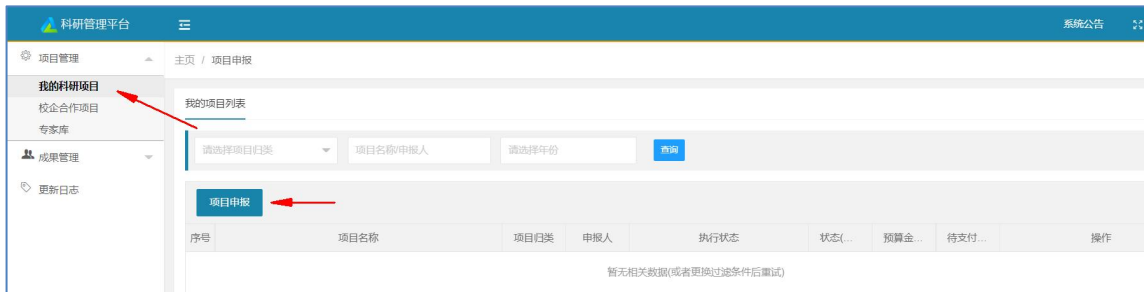 科研管理平台
系统公告
项目管理
主页 / 项目申报
我的科研项目
校企合作项目
专家库
成果管理
更新日志
我的项目列表
请选择项目归类 项目名称/申报人 请选择年份 查询
项目申报
序号 项目名称 项目归类 申报人 执行状态 状态(... 预算金... 待支付... 操作
暂无相关数据(或者更换过滤条件后重试)